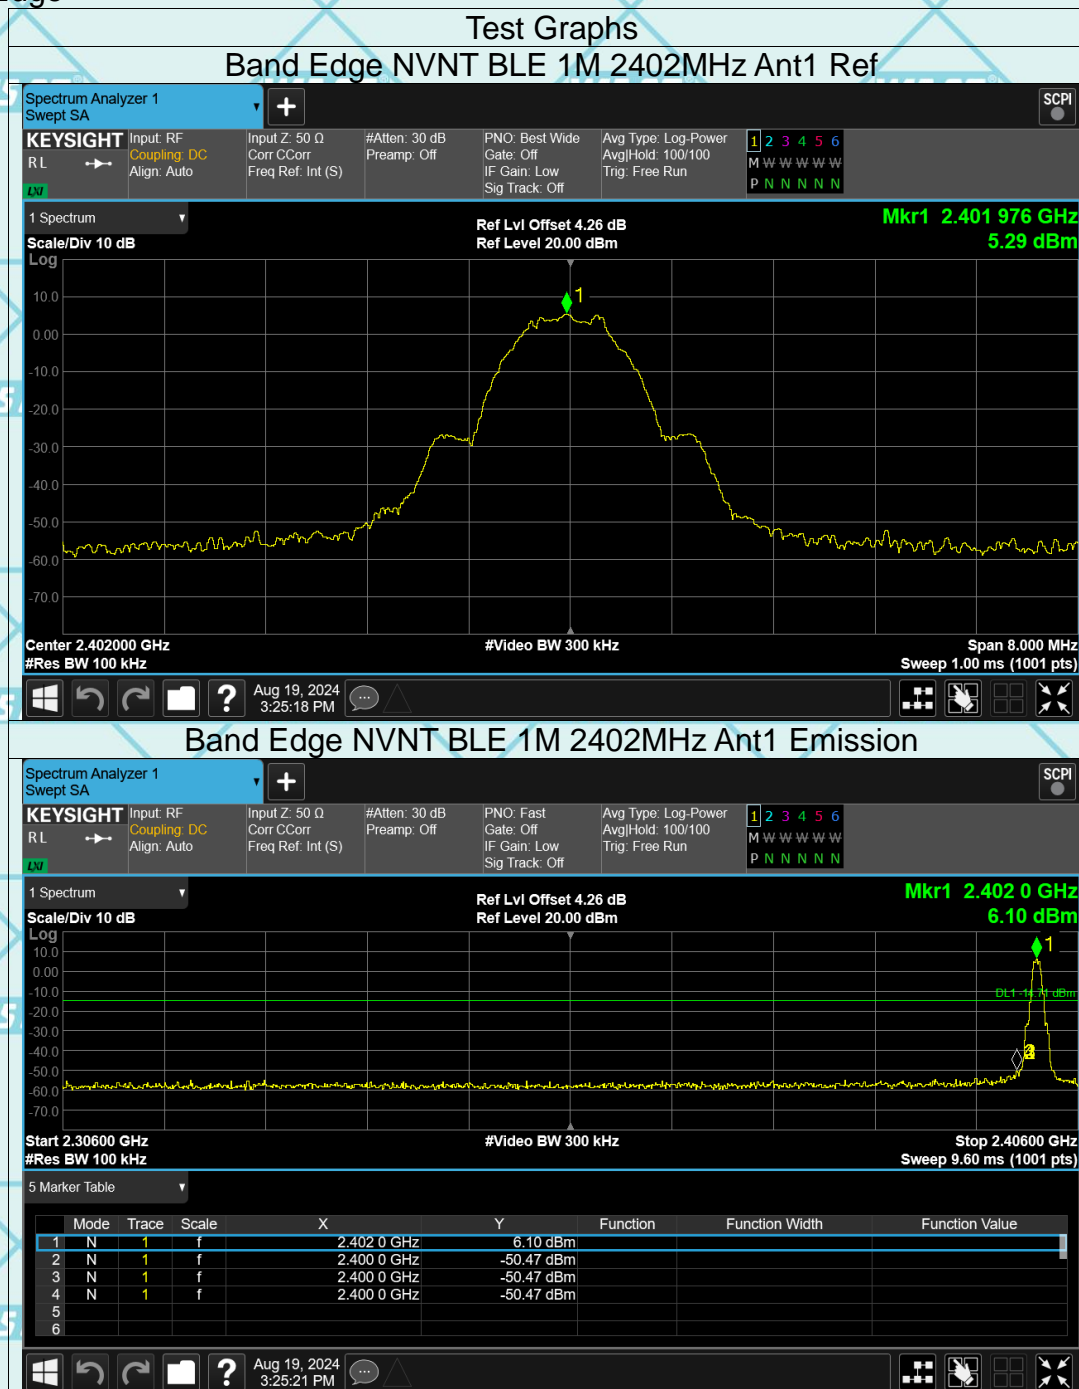 Test Graphs
Band Edge NVNT BLE 1M 2402MHz Ant1 Ref
Spectrum Analyzer 1
Swept SA
SCPI
KEYSIGHT Input: RF Input Z: 50 Ω #Atten: 30 dB PNO: Best Wide Avg Type: Log-Power 1 2 3 4 5 6
RL Coupling: DC Corr CCorr Preamp: Off Gate: Off Avg|Hold: 100/100 M W W W W W
Align: Auto Freq Ref: Int (S) IF Gain: Low Trig: Free Run
LXI Sig Track: Off P N N N N N
1 Spectrum Ref Lvl Offset 4.26 dB Mkr1 2.401 976 GHz
Scale/Div 10 dB Ref Level 20.00 dBm 5.29 dBm
Log
10.0
1
0.00
-10.0
-20.0
-30.0
-40.0
-50.0
-60.0
-70.0
Center 2.402000 GHz #Video BW 300 kHz Span 8.000 MHz
#Res BW 100 kHz Sweep 1.00 ms (1001 pts)
? Aug 19, 2024
3:25:18 PM
Band Edge NVNT BLE 1M 2402MHz Ant1 Emission
Spectrum Analyzer 1
Swept SA
SCPI
KEYSIGHT Input: RF Input Z: 50 Ω #Atten: 30 dB PNO: Fast Avg Type: Log-Power 1 2 3 4 5 6
RL Coupling: DC Corr CCorr Preamp: Off Gate: Off Avg|Hold: 100/100 M W W W W W
Align: Auto Freq Ref: Int (S) IF Gain: Low Trig: Free Run
LXI Sig Track: Off P N N N N N
1 Spectrum Ref Lvl Offset 4.26 dB Mkr1 2.402 0 GHz
Scale/Div 10 dB Ref Level 20.00 dBm 6.10 dBm
Log
10.0
1
0.00
-10.0
DL1 -14.71 dBm
-20.0
-30.0
-40.0
-50.0
-60.0
-70.0
Start 2.30600 GHz #Video BW 300 kHz Stop 2.40600 GHz
#Res BW 100 kHz Sweep 9.60 ms (1001 pts)
5 Marker Table
Mode Trace Scale X Y Function Function Width Function Value
1 N 1 f 2.402 0 GHz 6.10 dBm
2 N 1 f 2.400 0 GHz -50.47 dBm
3 N 1 f 2.400 0 GHz -50.47 dBm
4 N 1 f 2.400 0 GHz -50.47 dBm
5
6
? Aug 19, 2024
3:25:21 PM